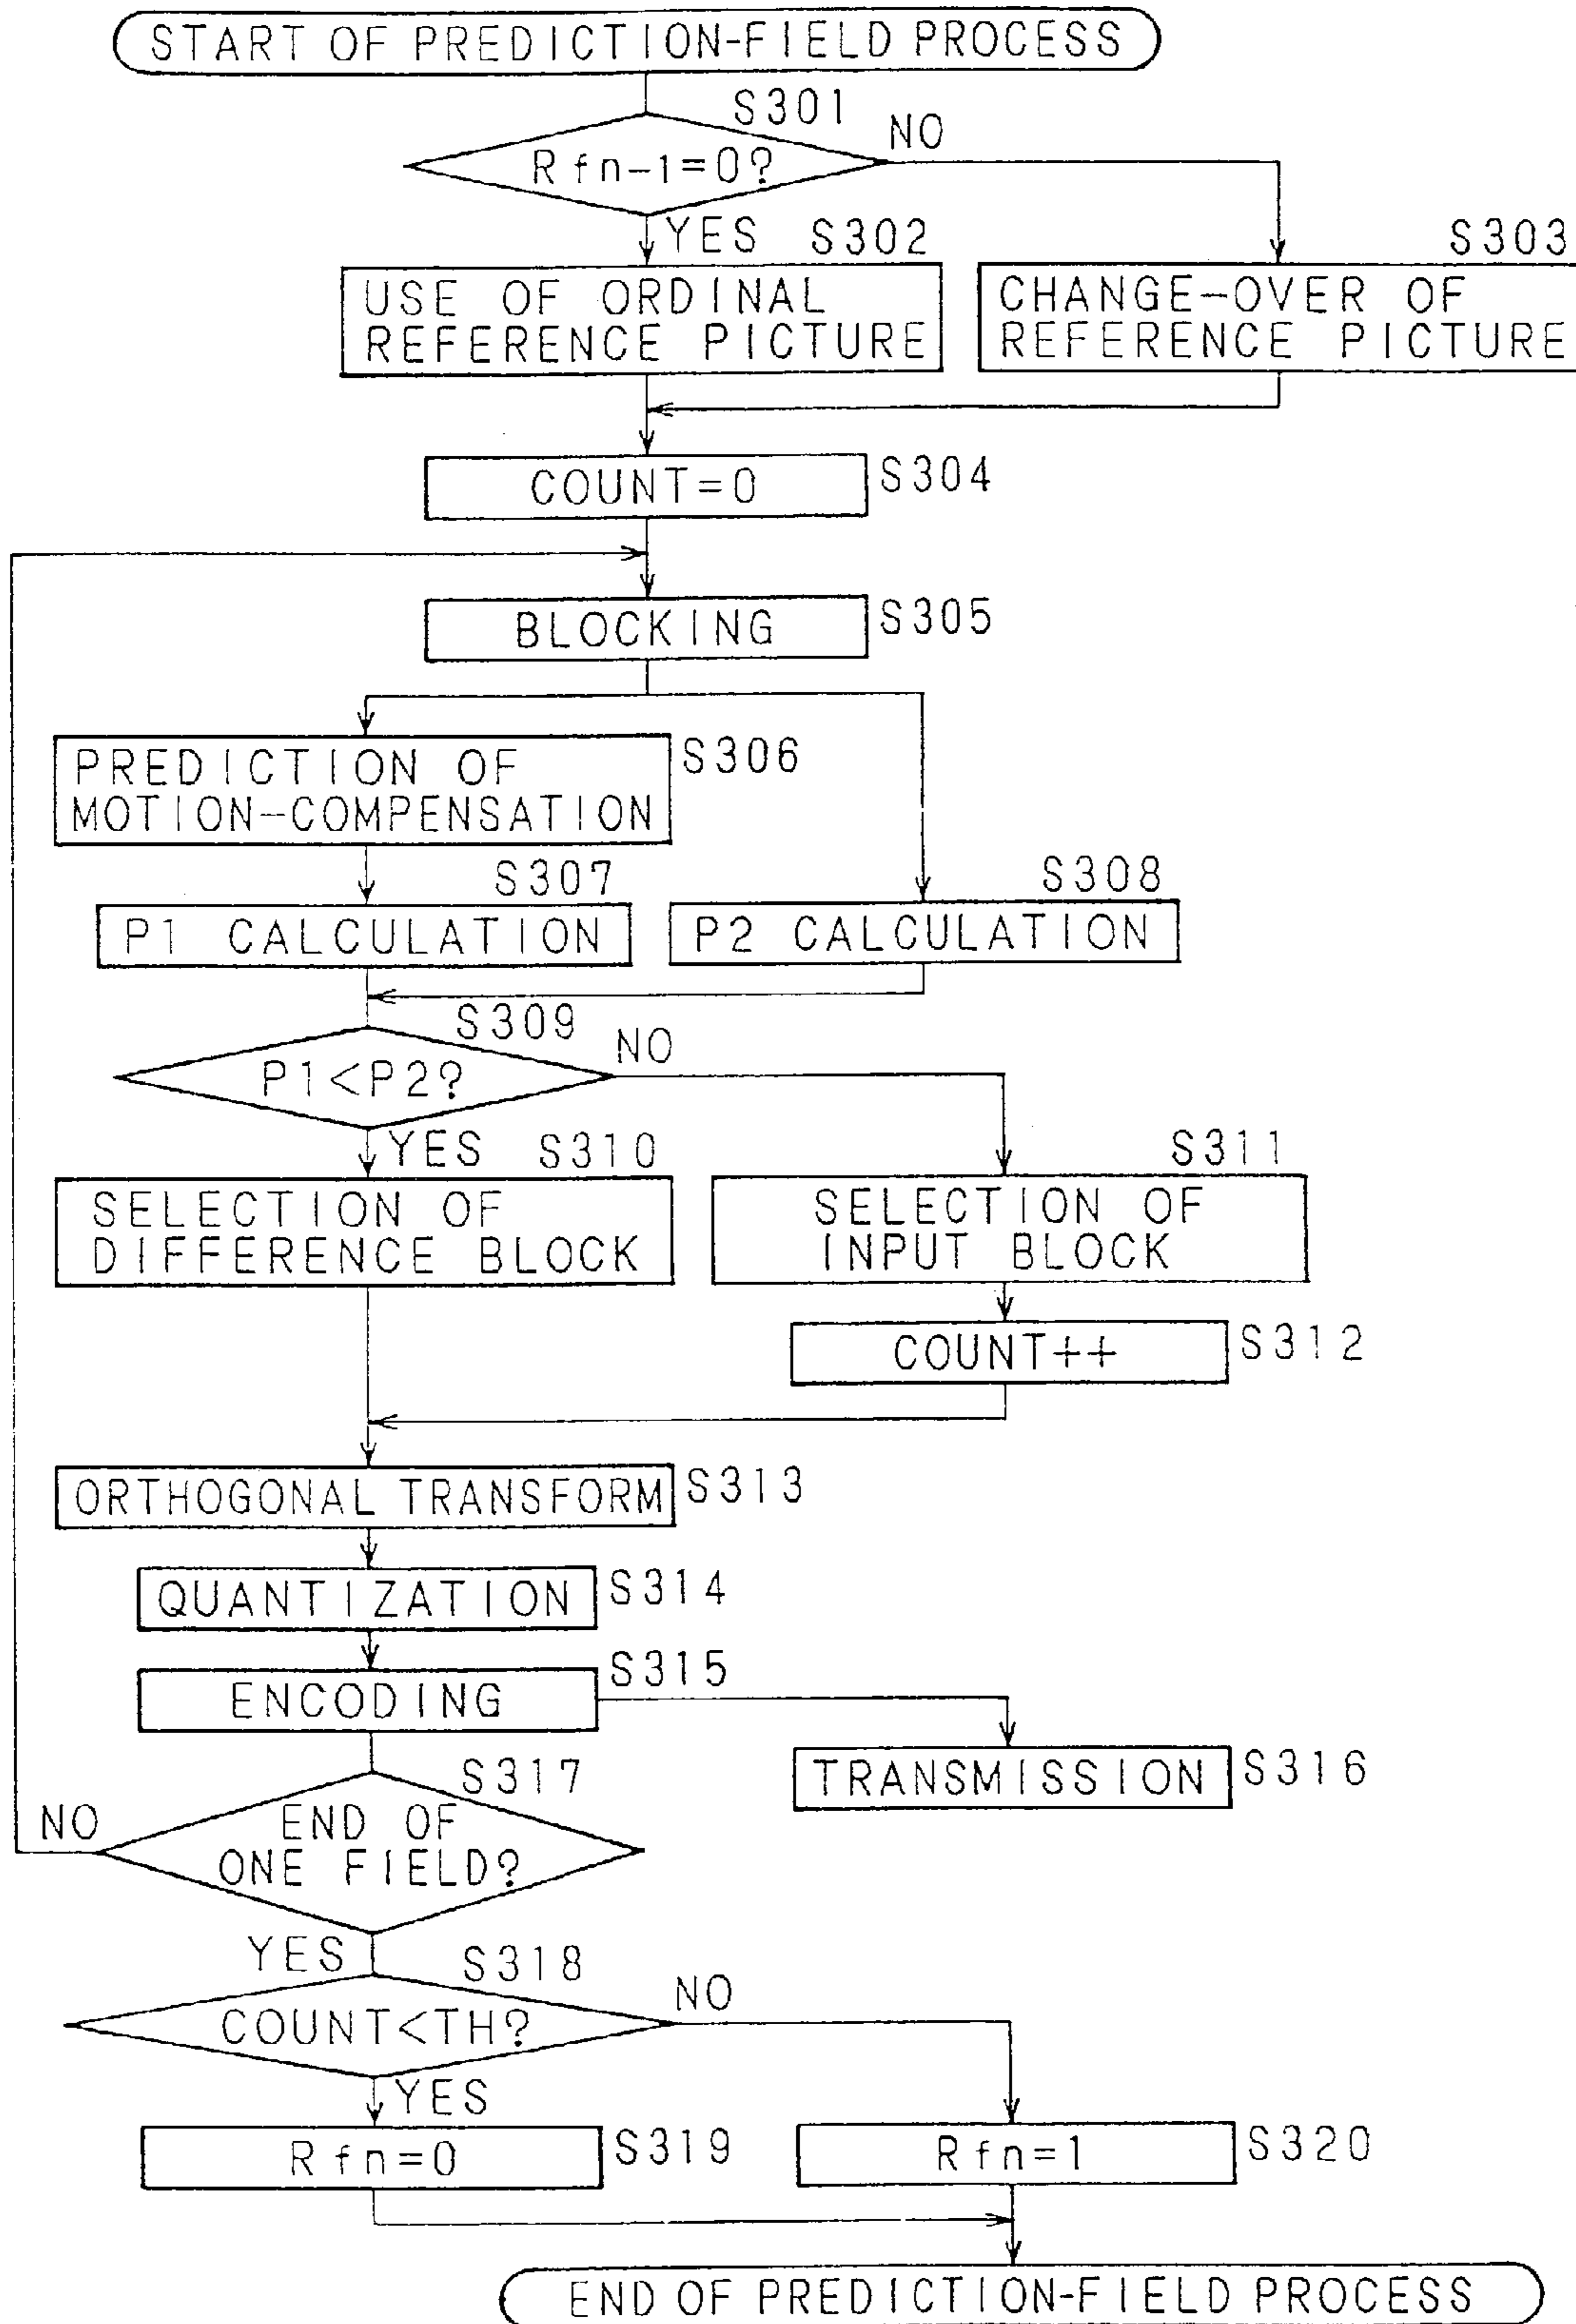 START OF PREDICTION-FIELD PROCESS
S301
Rfn-1=0?
NO
YES
S302
S303
USE OF ORDINAL
REFERENCE PICTURE
CHANGE-OVER OF
REFERENCE PICTURE
COUNT=0
S304
BLOCKING
S305
PREDICTION OF
MOTION-COMPENSATION
S306
S307
S308
P1 CALCULATION
P2 CALCULATION
S309
P1<P2?
NO
YES
S310
S311
SELECTION OF
DIFFERENCE BLOCK
SELECTION OF
INPUT BLOCK
COUNT++
S312
ORTHOGONAL TRANSFORM
S313
QUANTIZATION
S314
ENCODING
S315
TRANSMISSION
S316
S317
END OF
ONE FIELD?
NO
YES
S318
COUNT<TH?
NO
YES
Rfn=0
S319
Rfn=1
S320
END OF PREDICTION-FIELD PROCESS